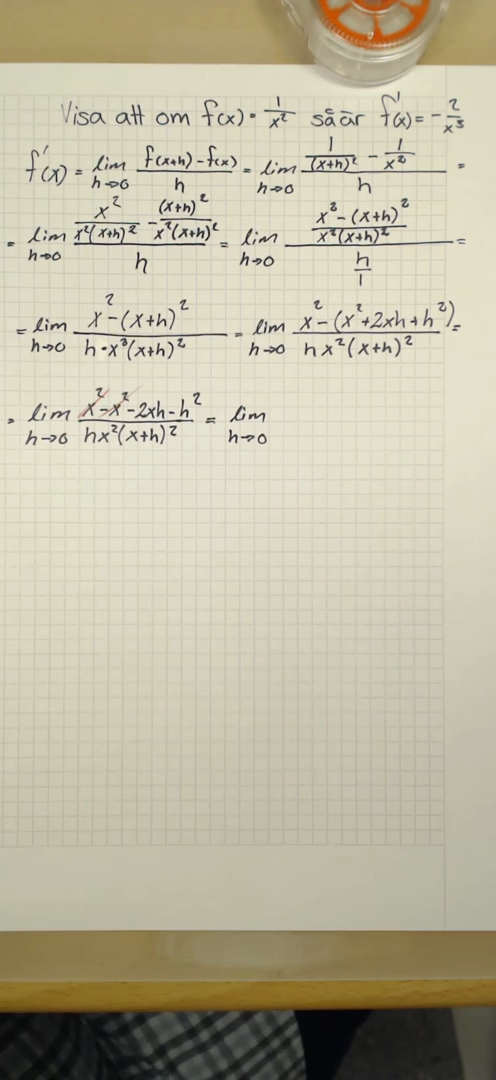 Visa att om f(x) = 1/x² så är f'(x) = -2/x³
f'(x) = lim h→0 (f(x+h) - f(x))/h = lim h→0 (1/(x+h)² - 1/x²)/h =
= lim h→0 (x²/(x²(x+h)²) - (x+h)²/(x²(x+h)²))/h = lim h→0 ((x² - (x+h)²)/(x²(x+h)²))/(h/1) =
= lim h→0 (x² - (x+h)²)/(h·x²(x+h)²) = lim h→0 (x² - (x² + 2xh + h²))/(hx²(x+h)²) =
= lim h→0 (x² - x² - 2xh - h²)/(hx²(x+h)²) = lim h→0